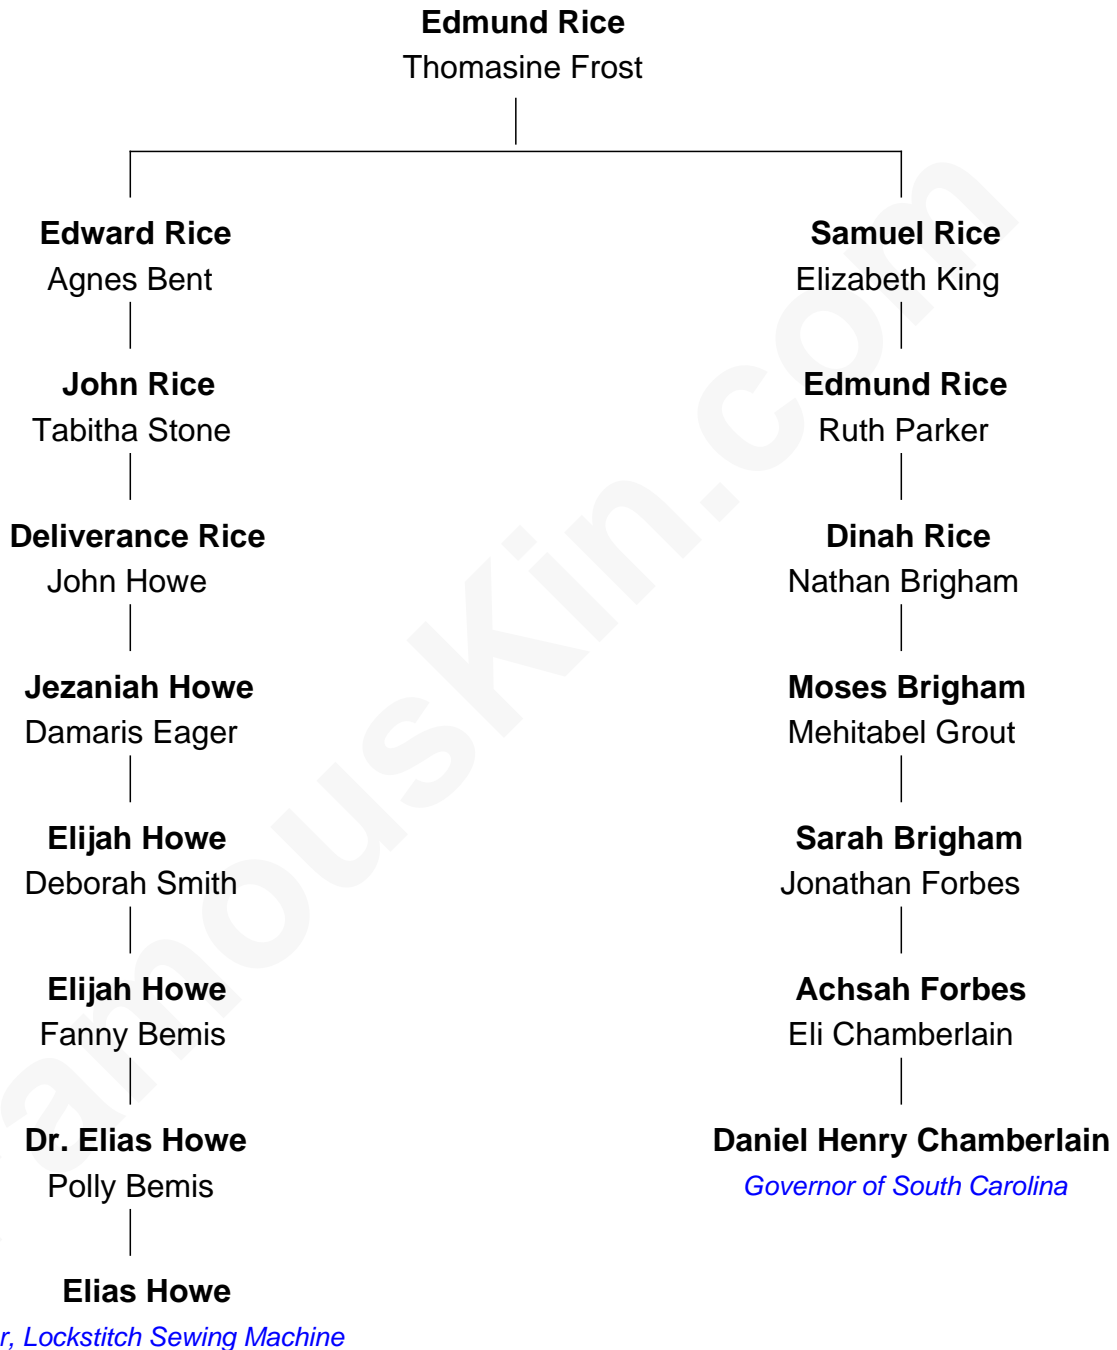 Edmund Rice
Thomasine Frost
Edward Rice
Agnes Bent
John Rice
Tabitha Stone
Deliverance Rice
John Howe
Jezaniah Howe
Damaris Eager
Elijah Howe
Deborah Smith
Elijah Howe
Fanny Bemis
Dr. Elias Howe
Polly Bemis
Elias Howe
r, Lockstitch Sewing Machine
Samuel Rice
Elizabeth King
Edmund Rice
Ruth Parker
Dinah Rice
Nathan Brigham
Moses Brigham
Mehitabel Grout
Sarah Brigham
Jonathan Forbes
Achsah Forbes
Eli Chamberlain
Daniel Henry Chamberlain
Governor of South Carolina
amouskin.com